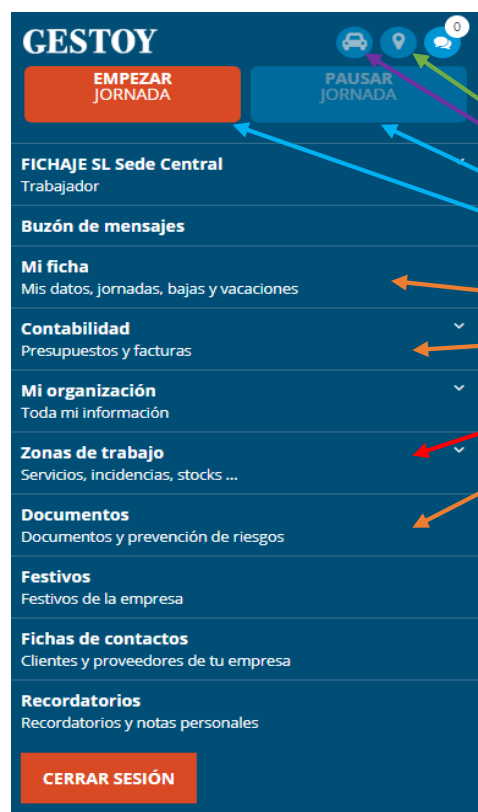 GESTOY
0
EMPEZAR
JORNADA
PAUSAR
JORNADA
FICHAJE SL Sede Central
Trabajador
Buzón de mensajes
Mi ficha
Mis datos, jornadas, bajas y vacaciones
Contabilidad
Presupuestos y facturas
Mi organización
Toda mi información
Zonas de trabajo
Servicios, incidencias, stocks ...
Documentos
Documentos y prevención de riesgos
Festivos
Festivos de la empresa
Fichas de contactos
Clientes y proveedores de tu empresa
Recordatorios
Recordatorios y notas personales
CERRAR SESIÓN